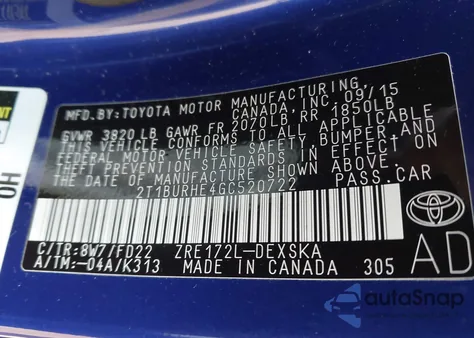 MFD. BY: TOYOTA MOTOR MANUFACTURING
CANADA, INC. 09/15
GVWR 3820 LB GAWR FR 2020LB RR 1850LB
THIS VEHICLE CONFORMS TO ALL APPLICABLE
FEDERAL MOTOR VEHICLE SAFETY, BUMPER, AND
THEFT PREVENTION STANDARDS IN EFFECT ON
THE DATE OF MANUFACTURE SHOWN ABOVE.
2T1BURHE4GC520722 PASS. CAR
C/TR: 8W7/FD22 ZRE172L-DEXSKA
A/TM: -04A/K313 MADE IN CANADA 305
TOYOTA
AD
HO
autoSnap